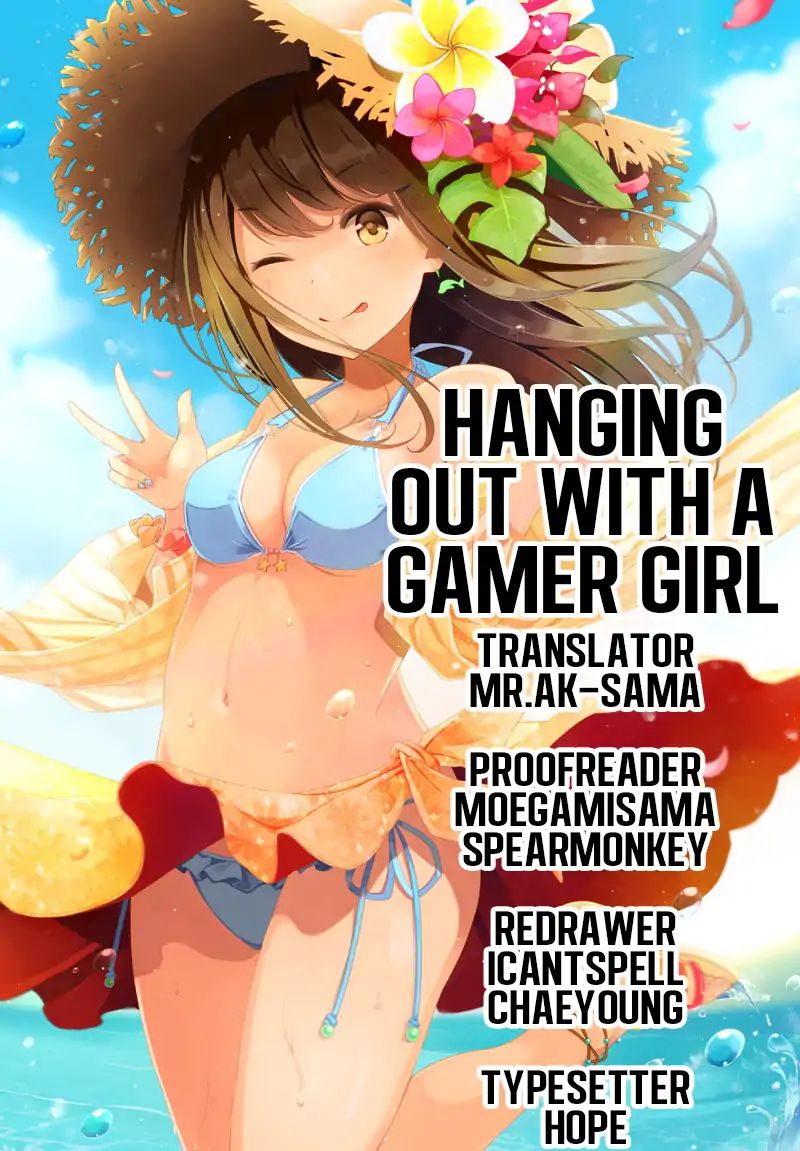 HANGING
OUT WITH A
GAMER GIRL
TRANSLATOR
MR.AK-SAMA
PROOFREADER
MOEGAMISAMA
SPEARMONKEY
REDRAWER
ICANTSPELL
CHAEYOUNG
TYPESETTER
HOPE